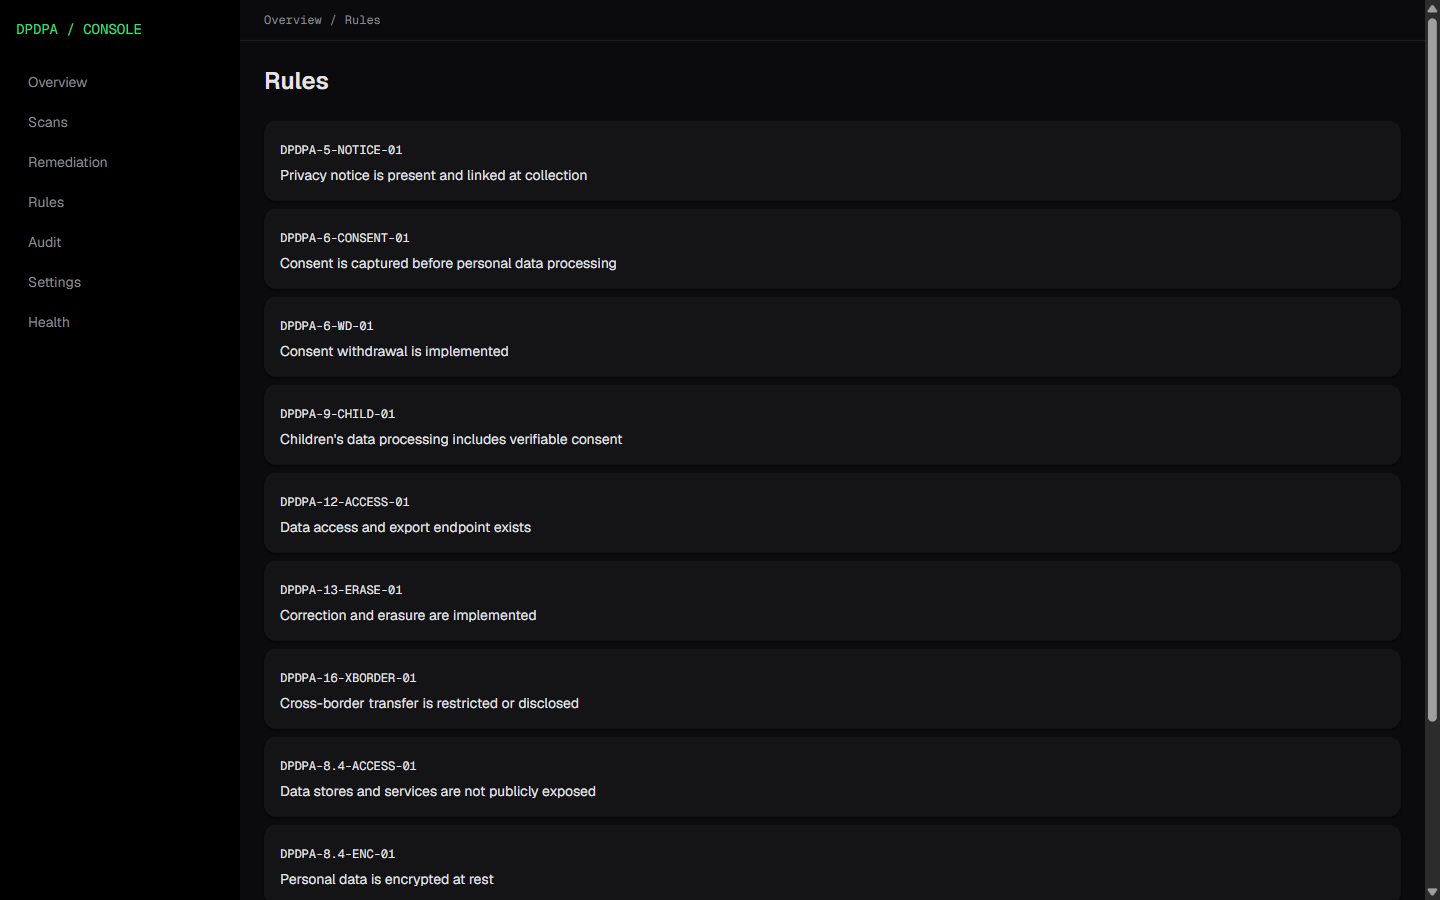 DPDPA / CONSOLE
Overview
Scans
Remediation
Rules
Audit
Settings
Health
Overview / Rules
Rules
DPDPA-5-NOTICE-01
Privacy notice is present and linked at collection
DPDPA-6-CONSENT-01
Consent is captured before personal data processing
DPDPA-6-WD-01
Consent withdrawal is implemented
DPDPA-9-CHILD-01
Children's data processing includes verifiable consent
DPDPA-12-ACCESS-01
Data access and export endpoint exists
DPDPA-13-ERASE-01
Correction and erasure are implemented
DPDPA-16-XBORDER-01
Cross-border transfer is restricted or disclosed
DPDPA-8.4-ACCESS-01
Data stores and services are not publicly exposed
DPDPA-8.4-ENC-01
Personal data is encrypted at rest